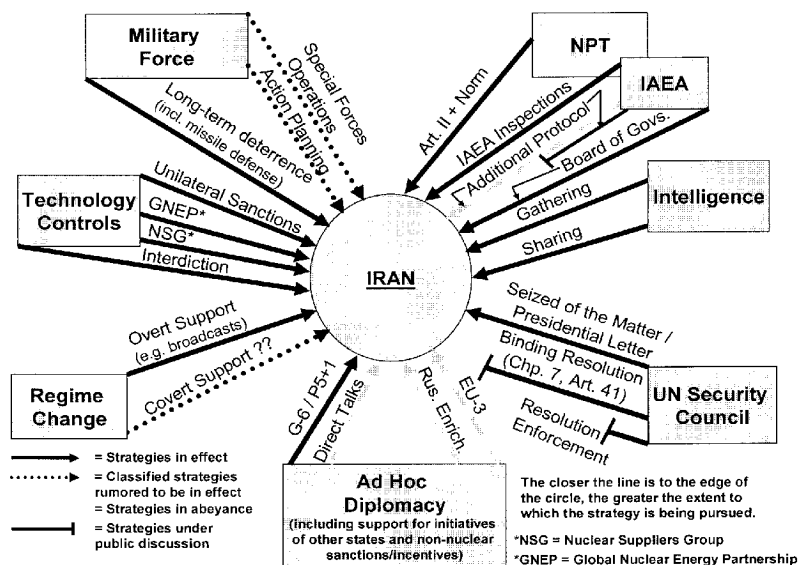 Military
Force
Special Forces
Operations
Action Planning
Long-term deterrence
(incl. missile defense)
NPT
IAEA
Art. II + Norm
IAEA Inspections
Additional Protocol
Board of Govs.
Technology
Controls
Unilateral Sanctions
GNEP*
NSG*
Interdiction
Intelligence
Gathering
Sharing
IRAN
Regime
Change
Overt Support
(e.g. broadcasts)
Covert Support ??
UN Security
Council
Seized of the Matter /
Presidential Letter
Binding Resolution
(Chp. 7, Art. 41)
Resolution
Enforcement
G-6 / P5+1
Direct Talks
Rus. Enrich.
EU-3
Ad Hoc
Diplomacy
(including support for initiatives
of other states and non-nuclear
sanctions/incentives)
= Strategies in effect
= Classified strategies
rumored to be in effect
= Strategies in abeyance
= Strategies under
public discussion
The closer the line is to the edge of
the circle, the greater the extent to
which the strategy is being pursued.
*NSG = Nuclear Suppliers Group
*GNEP = Global Nuclear Energy Partnership